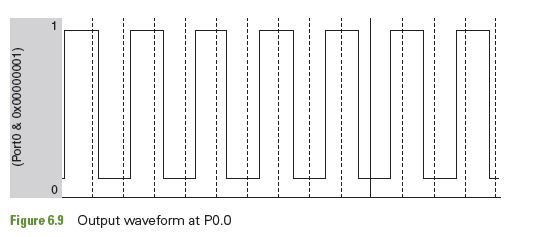 1
(Port0 & 0x00000001)
0
Figure 6.9 Output waveform at P0.0